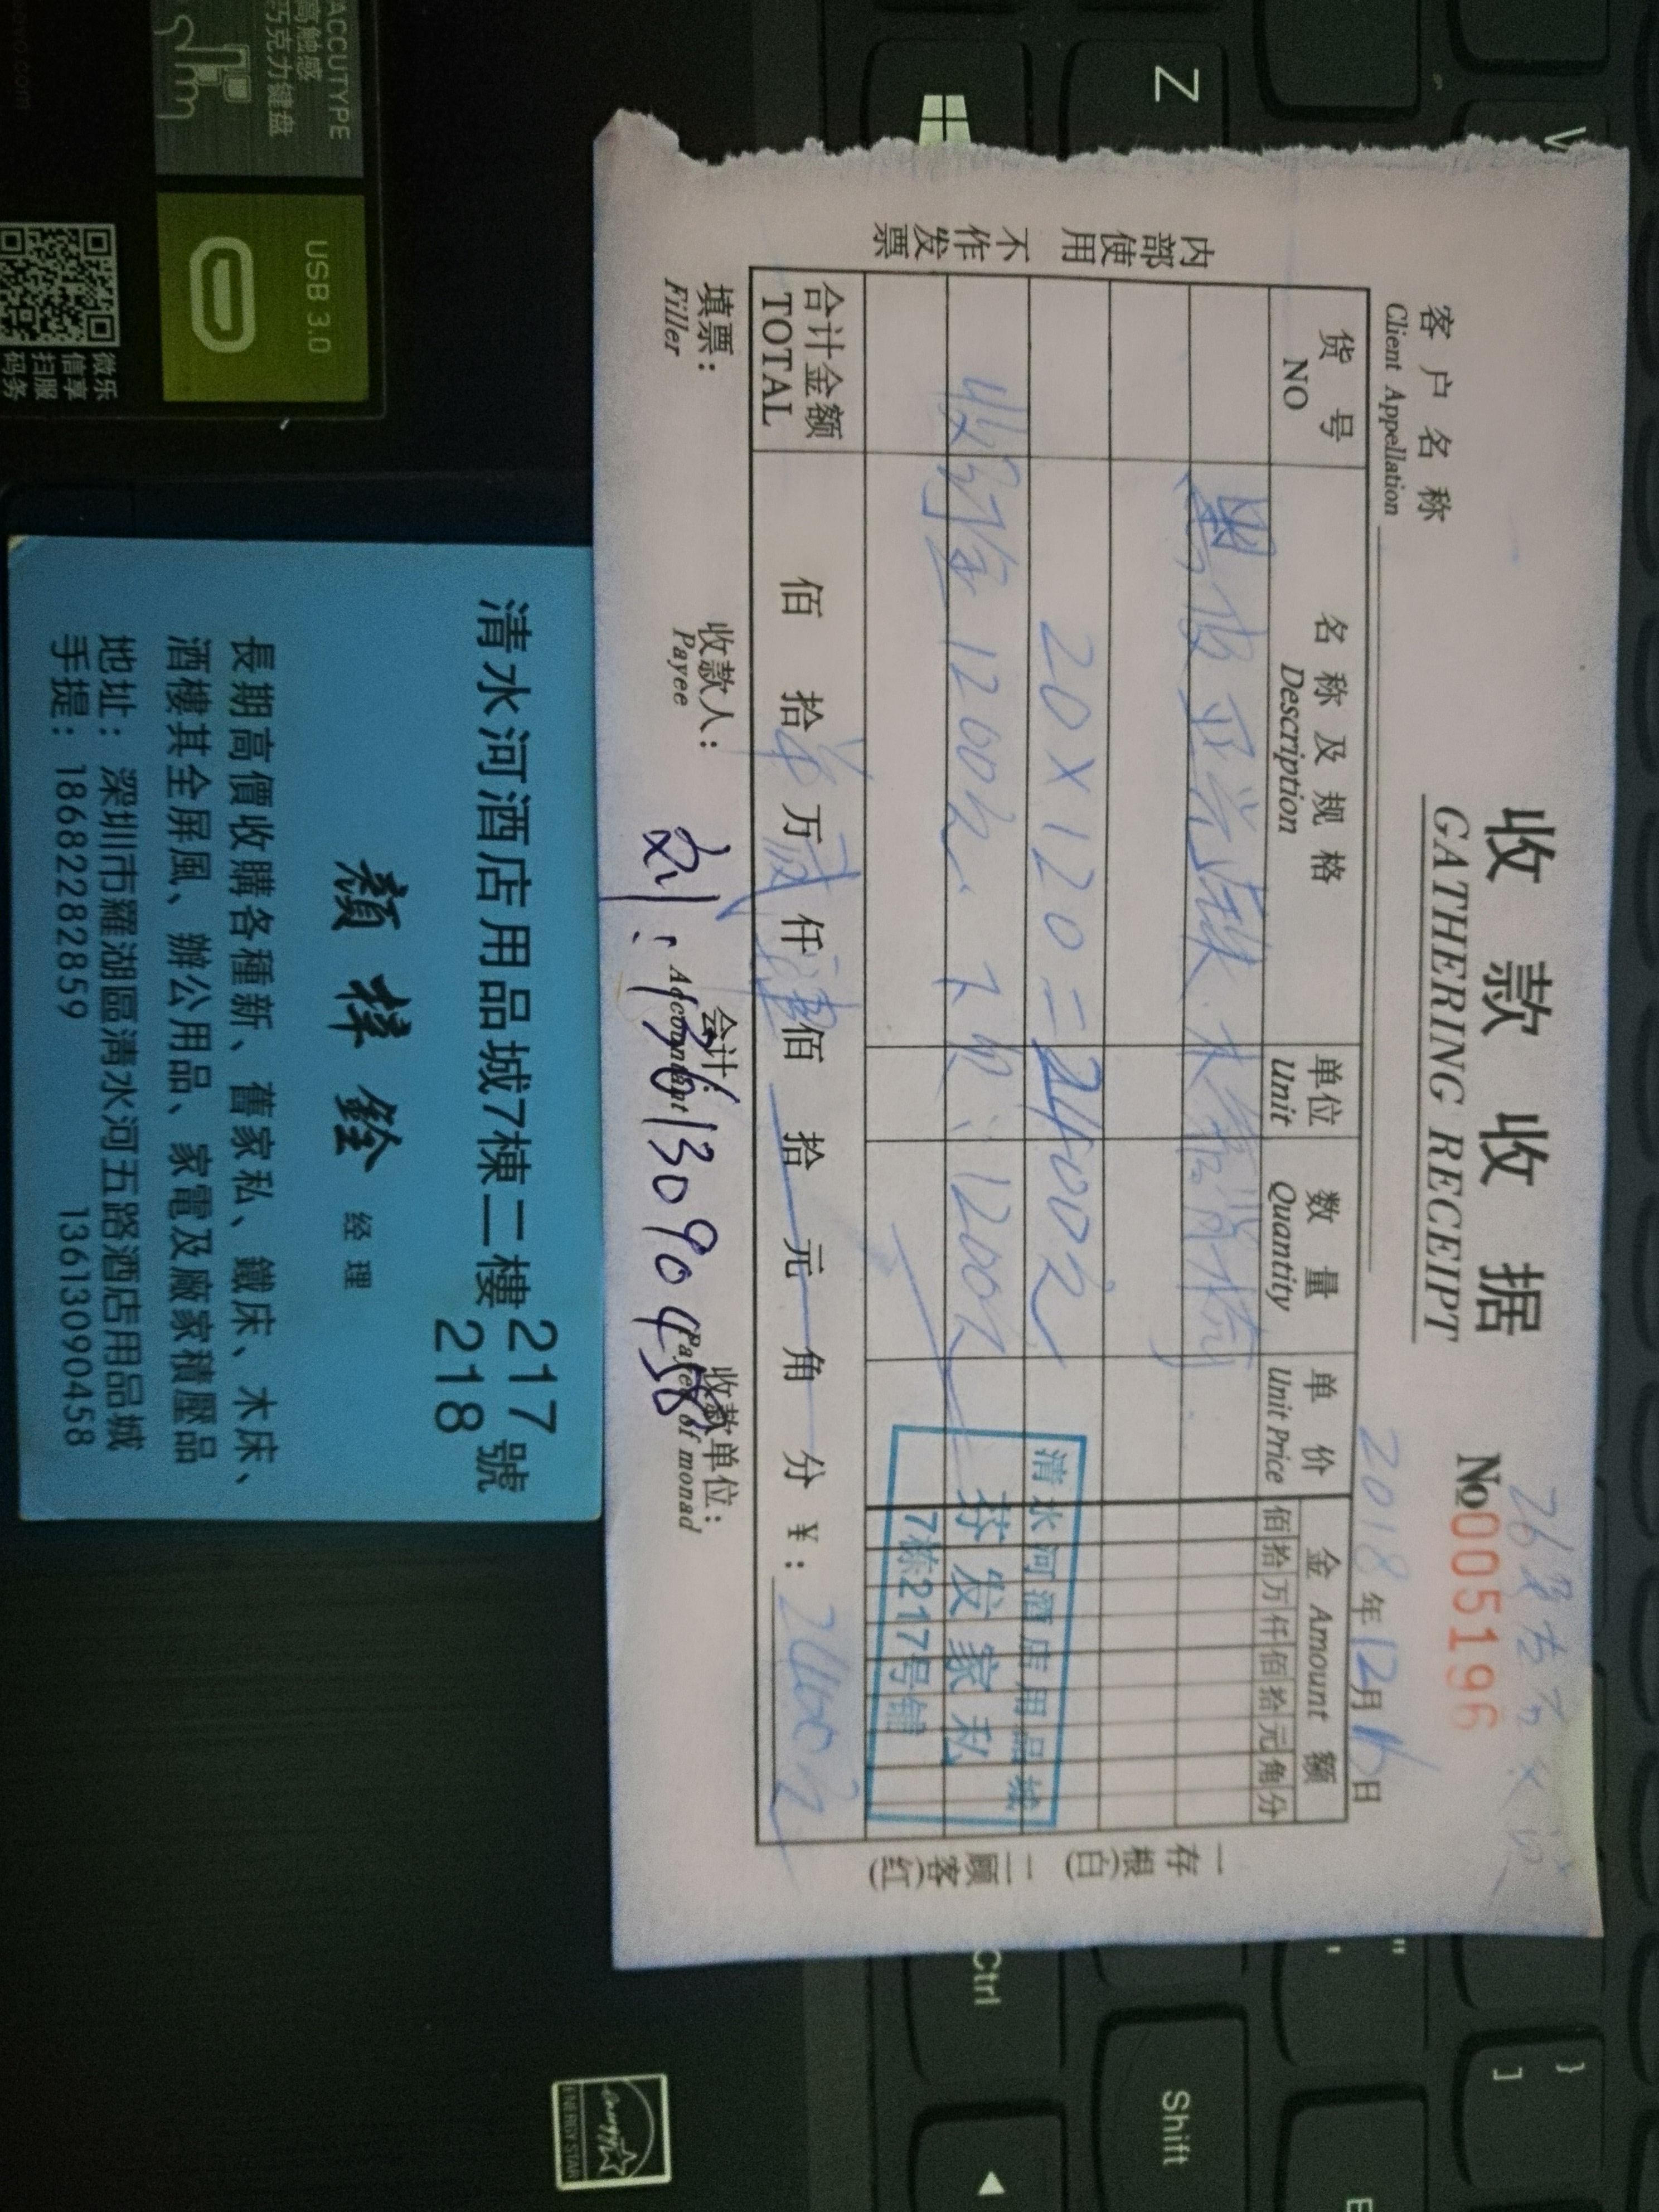 收款收据
GATHERING RECEIPT
26号左右
No 005196
客户名称
Client Appellation
2018年12月16日
货号 名称及规格 单位 数量 单价 金 Amount 额
NO Description Unit Quantity Unit Price 佰拾万仟佰拾元角分
黑皮 铁木 背椅
20×120=2400元
收订金1200元. 下欠:1200元
清水河酒店用品城
芬发家私
7栋217号铺
合计金额 佰 拾 万 贰 仟 肆 佰 拾 元 角 分 ¥: 2400元
TOTAL
填票: 收款人: 会计: 收款单位:
Filler Payee Accountant Payee of monad
刘:13613090458
内部使用 不作发票
一存根(白) 二顾客(红)
清水河酒店用品城7棟二樓217 218號
顏梓銓 经理
長期高價收購各種新、舊家私、鐵床、木床、
酒樓其全屏風、辦公用品、家電及廠家積壓品
地址:深圳市羅湖區清水河五路酒店用品城
手提:18682282859 13613090458
Z
Shift
Ctrl
}
]
"
'
energy
ENERGY STAR
ACCUTYPE
高触感
巧克力键盘
USB 3.0
微乐
信享
扫服
码务